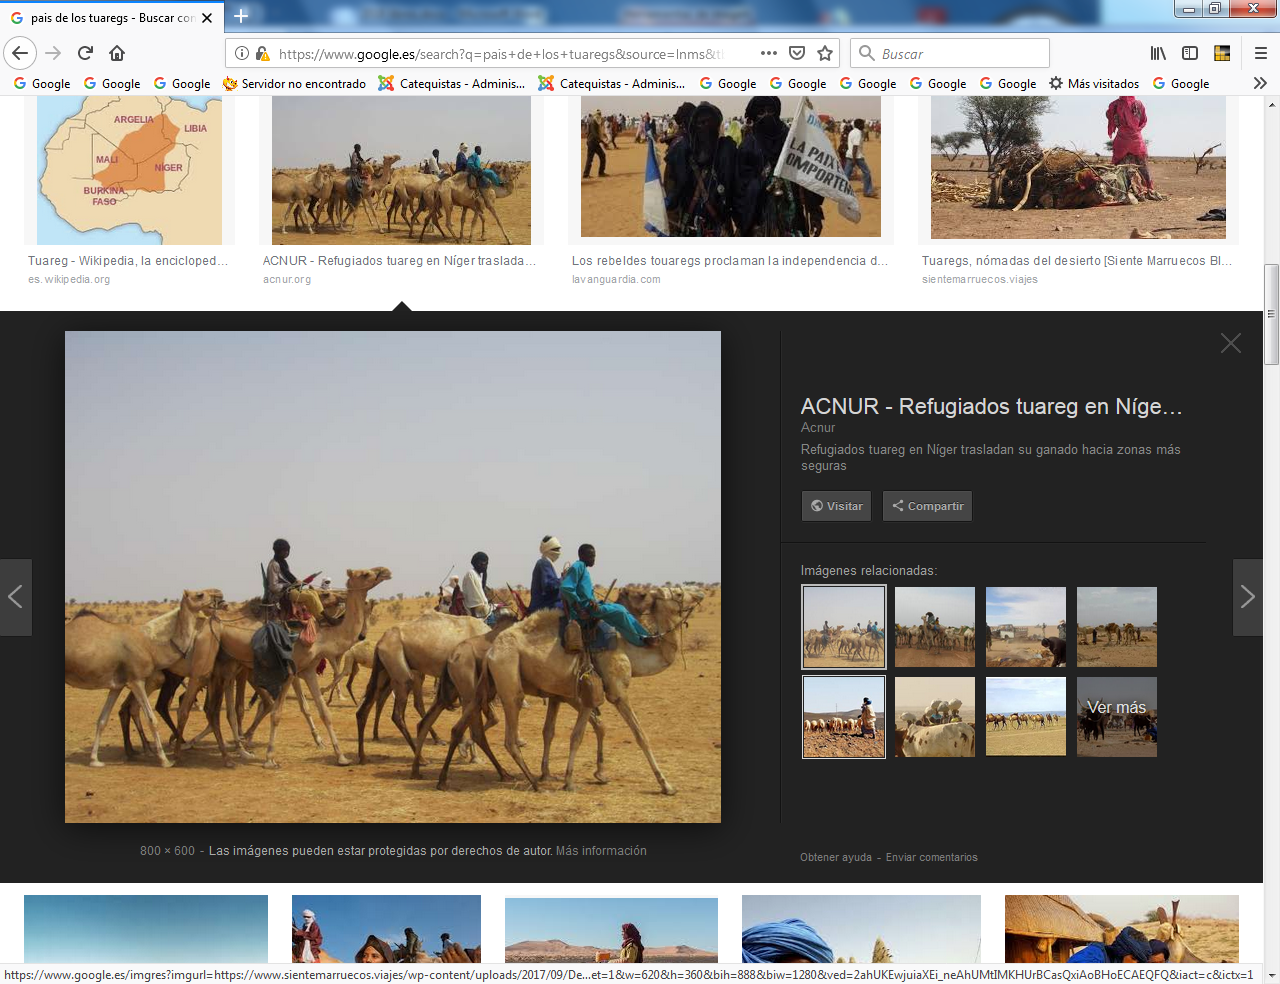 pais de los tuaregs - Buscar con
https://www.google.es/search?q=pais+de+los+tuaregs&source=lnms&t
Buscar
Google
Google
Google
Servidor no encontrado
Catequistas - Adminis...
Catequistas - Adminis...
Google
Google
Google
Google
Google
Más visitados
Google
ARGELIA
LIBIA
MALI
NIGER
BURKINA
FASO
LA PAIX
OMPORTE
Tuareg - Wikipedia, la encicloped...
es.wikipedia.org
ACNUR - Refugiados tuareg en Níger traslada...
acnur.org
Los rebeldes touaregs proclaman la independencia d...
lavanguardia.com
Tuaregs, nómadas del desierto [Siente Marruecos Bl...
sientemarruecos.viajes
ACNUR - Refugiados tuareg en Níge...
Acnur
Refugiados tuareg en Níger trasladan su ganado hacia zonas más
seguras
Visitar
Compartir
Imágenes relacionadas:
Ver más
800 × 600 - Las imágenes pueden estar protegidas por derechos de autor. Más información
Obtener ayuda - Enviar comentarios
https://www.google.es/imgres?imgurl=https://www.sientemarruecos.viajes/wp-content/uploads/2017/09/De...et=1&w=620&h=360&bih=888&biw=1280&ved=2ahUKEwjuiaXEi_neAhUMtIMKHUrBCasQxiAoBHoECAEQFQ&iact=c&ictx=1